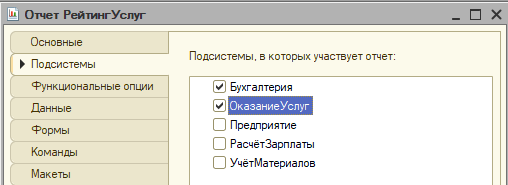 Отчет РейтингУслуг
Основные
Подсистемы
Функциональные опции
Данные
Формы
Команды
Макеты
Подсистемы, в которых участвует отчет:
Бухгалтерия
ОказаниеУслуг
Предприятие
РасчётЗарплаты
УчётМатериалов